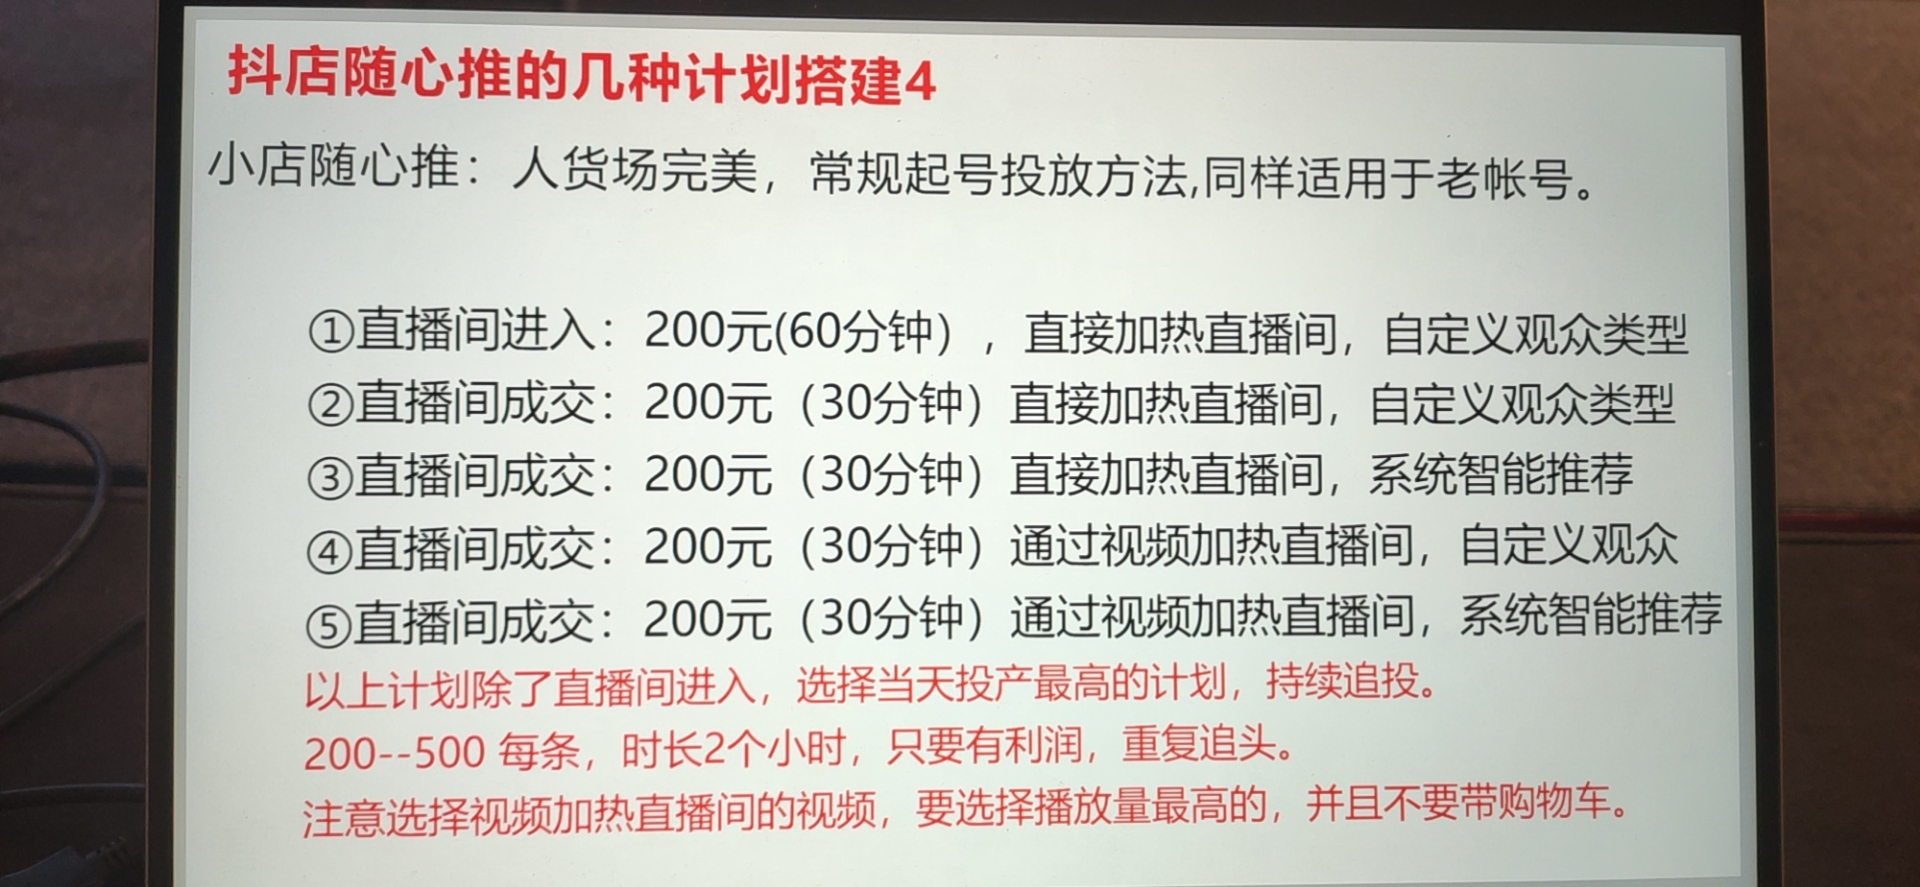 抖店随心推的几种计划搭建4
小店随心推：人货场完美，常规起号投放方法,同样适用于老帐号。
①直播间进入：200元(60分钟），直接加热直播间，自定义观众类型
②直播间成交：200元（30分钟）直接加热直播间，自定义观众类型
③直播间成交：200元（30分钟）直接加热直播间，系统智能推荐
④直播间成交：200元（30分钟）通过视频加热直播间，自定义观众
⑤直播间成交：200元（30分钟）通过视频加热直播间，系统智能推荐
以上计划除了直播间进入，选择当天投产最高的计划，持续追投。
200--500 每条，时长2个小时，只要有利润，重复追头。
注意选择视频加热直播间的视频，要选择播放量最高的，并且不要带购物车。